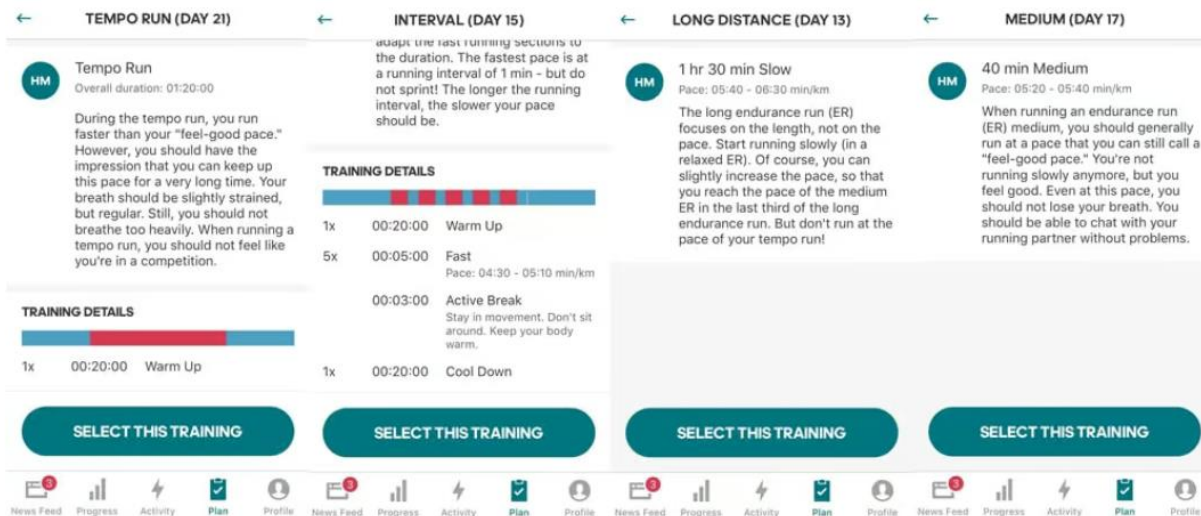 ←
TEMPO RUN (DAY 21)
HM
Tempo Run
Overall duration: 01:20:00
During the tempo run, you run
faster than your "feel-good pace."
However, you should have the
impression that you can keep up
this pace for a very long time. Your
breath should be slightly strained,
but regular. Still, you should not
breathe too heavily. When running a
tempo run, you should not feel like
you're in a competition.
TRAINING DETAILS
1x 00:20:00 Warm Up
SELECT THIS TRAINING
3
News Feed Progress Activity Plan Profile
←
INTERVAL (DAY 15)
adapt the fast running sections to
the duration. The fastest pace is at
a running interval of 1 min - but do
not sprint! The longer the running
interval, the slower your pace
should be.
TRAINING DETAILS
1x 00:20:00 Warm Up
5x 00:05:00 Fast
Pace: 04:30 - 05:10 min/km
00:03:00 Active Break
Stay in movement. Don't sit
around. Keep your body
warm.
1x 00:20:00 Cool Down
SELECT THIS TRAINING
3
News Feed Progress Activity Plan Profile
←
LONG DISTANCE (DAY 13)
HM
1 hr 30 min Slow
Pace: 05:40 - 06:30 min/km
The long endurance run (ER)
focuses on the length, not on the
pace. Start running slowly (in a
relaxed ER). Of course, you can
slightly increase the pace, so that
you reach the pace of the medium
ER in the last third of the long
endurance run. But don't run at the
pace of your tempo run!
SELECT THIS TRAINING
3
News Feed Progress Activity Plan Profile
←
MEDIUM (DAY 17)
HM
40 min Medium
Pace: 05:20 - 05:40 min/km
When running an endurance run
(ER) medium, you should generally
run at a pace that you can still call a
"feel-good pace." You're not
running slowly anymore, but you
feel good. Even at this pace, you
should not lose your breath. You
should be able to chat with your
running partner without problems.
SELECT THIS TRAINING
3
News Feed Progress Activity Plan Profile